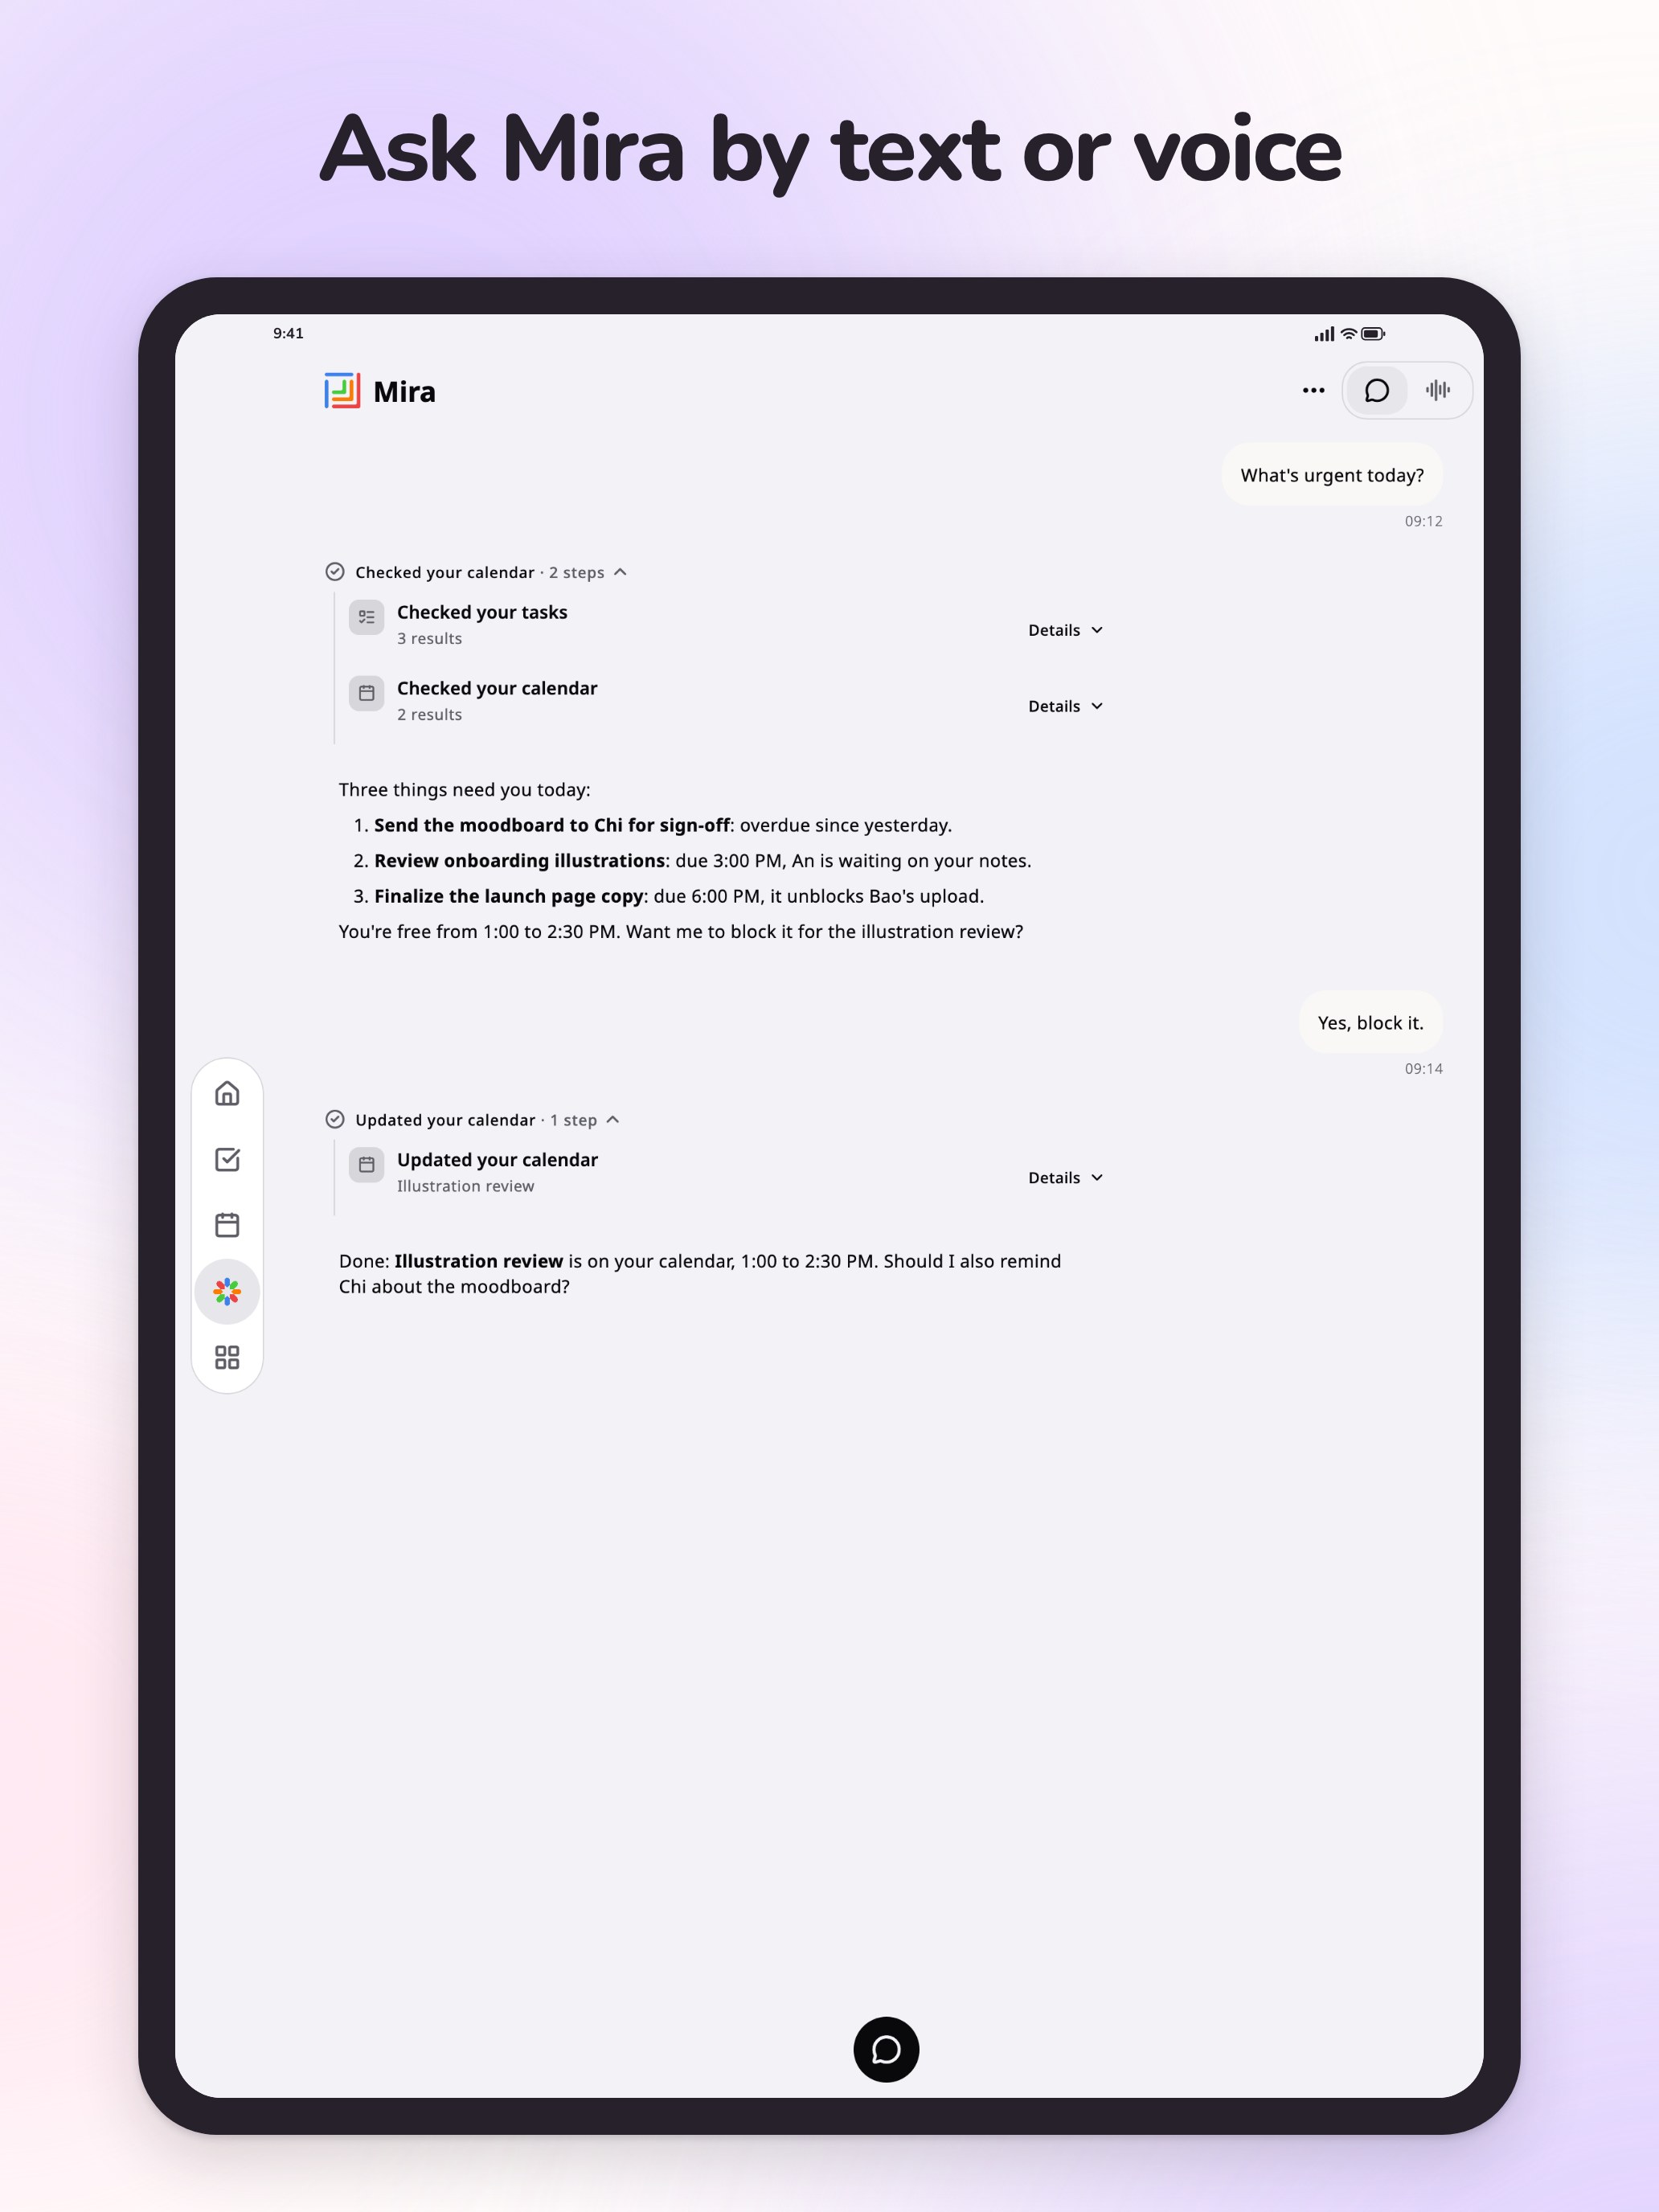 Ask Mira by text or voice
9:41
Mira
What's urgent today?
09:12
Checked your calendar · 2 steps
Checked your tasks
3 results
Details
Checked your calendar
2 results
Details
Three things need you today:
1. Send the moodboard to Chi for sign-off: overdue since yesterday.
2. Review onboarding illustrations: due 3:00 PM, An is waiting on your notes.
3. Finalize the launch page copy: due 6:00 PM, it unblocks Bao's upload.
You're free from 1:00 to 2:30 PM. Want me to block it for the illustration review?
Yes, block it.
09:14
Updated your calendar · 1 step
Updated your calendar
Illustration review
Details
Done: Illustration review is on your calendar, 1:00 to 2:30 PM. Should I also remind
Chi about the moodboard?